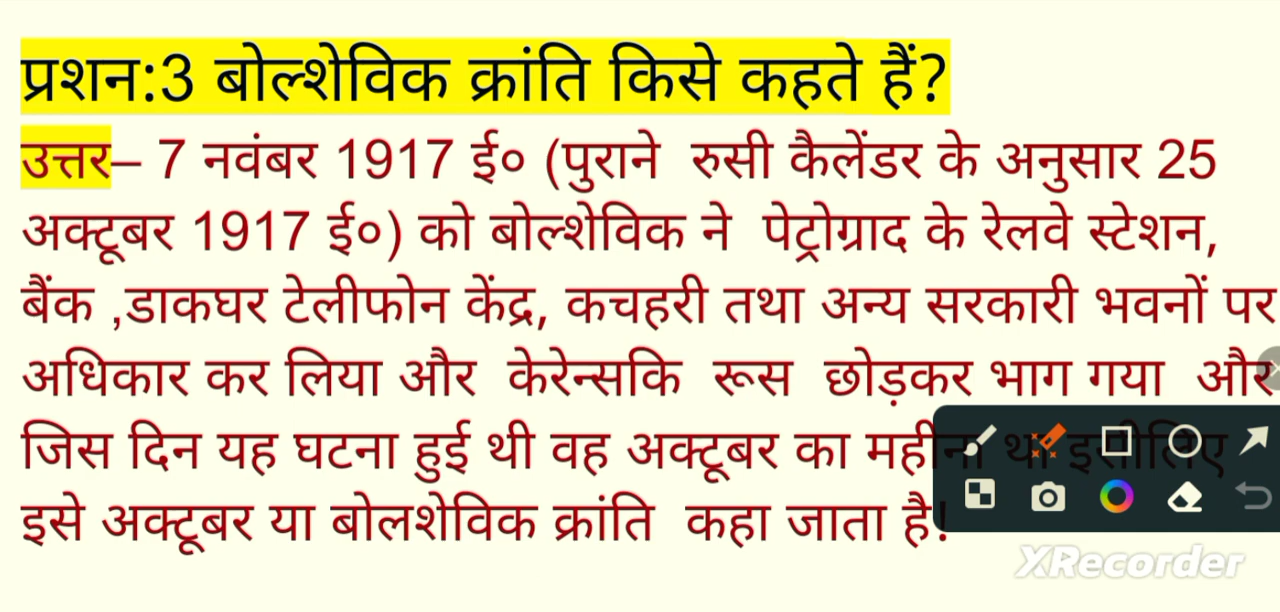 प्रशन:3 बोल्शेविक क्रांति किसे कहते हैं?
उत्तर– 7 नवंबर 1917 ई० (पुराने रुसी कैलेंडर के अनुसार 25
अक्टूबर 1917 ई०) को बोल्शेविक ने पेट्रोग्राद के रेलवे स्टेशन,
बैंक ,डाकघर टेलीफोन केंद्र, कचहरी तथा अन्य सरकारी भवनों पर
अधिकार कर लिया और केरेन्सकि रूस छोड़कर भाग गया और
जिस दिन यह घटना हुई थी वह अक्टूबर का महीना था इसीलिए
इसे अक्टूबर या बोलशेविक क्रांति कहा जाता है!
XRecorder